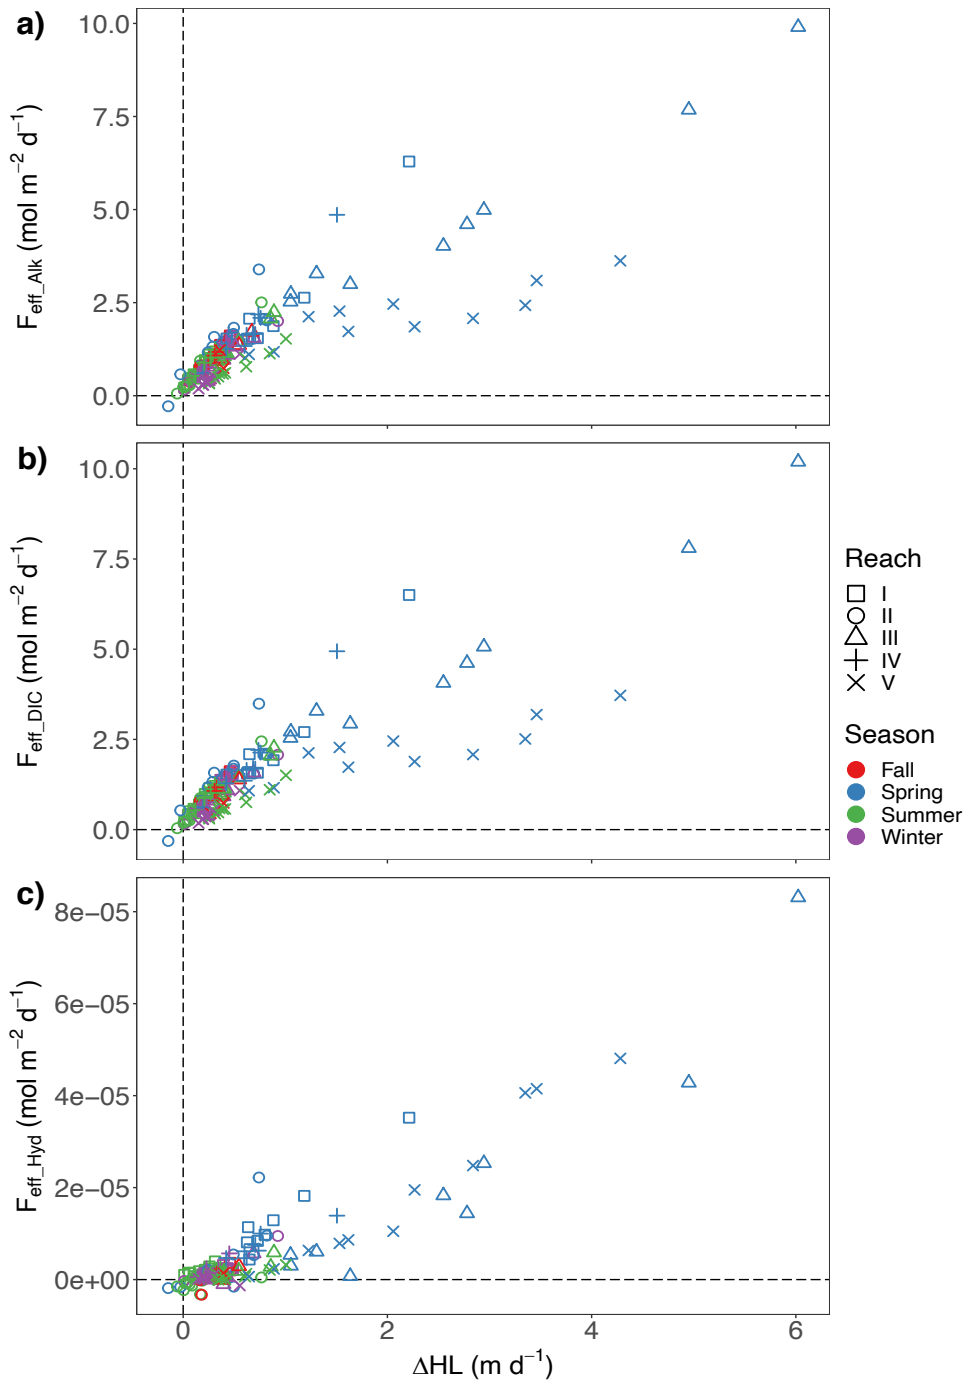 a)
10.0
7.5
5.0
2.5
0.0
F_eff_Alk (mol m⁻² d⁻¹)
b)
10.0
7.5
5.0
2.5
0.0
F_eff_DIC (mol m⁻² d⁻¹)
Reach
I
II
III
IV
V
Season
Fall
Spring
Summer
Winter
c)
8e−05
6e−05
4e−05
2e−05
0e+00
F_eff_Hyd (mol m⁻² d⁻¹)
0 2 4 6
ΔHL (m d⁻¹)